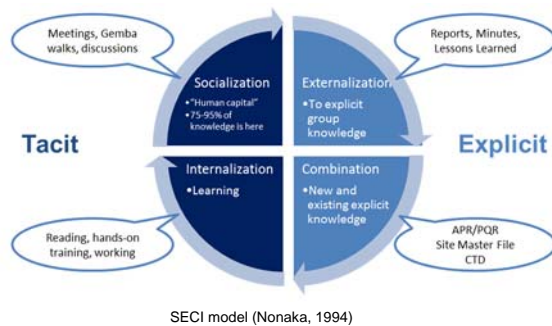 Meetings, Gemba
walks, discussions
Reports, Minutes,
Lessons Learned
Socialization
•"Human capital"
•75-95% of
knowledge is here
Externalization
•To explicit
group
knowledge
Tacit
Explicit
Internalization
•Learning
Combination
•New and
existing explicit
knowledge
Reading, hands-on
training, working
APR/PQR
Site Master File
CTD
SECI model (Nonaka, 1994)